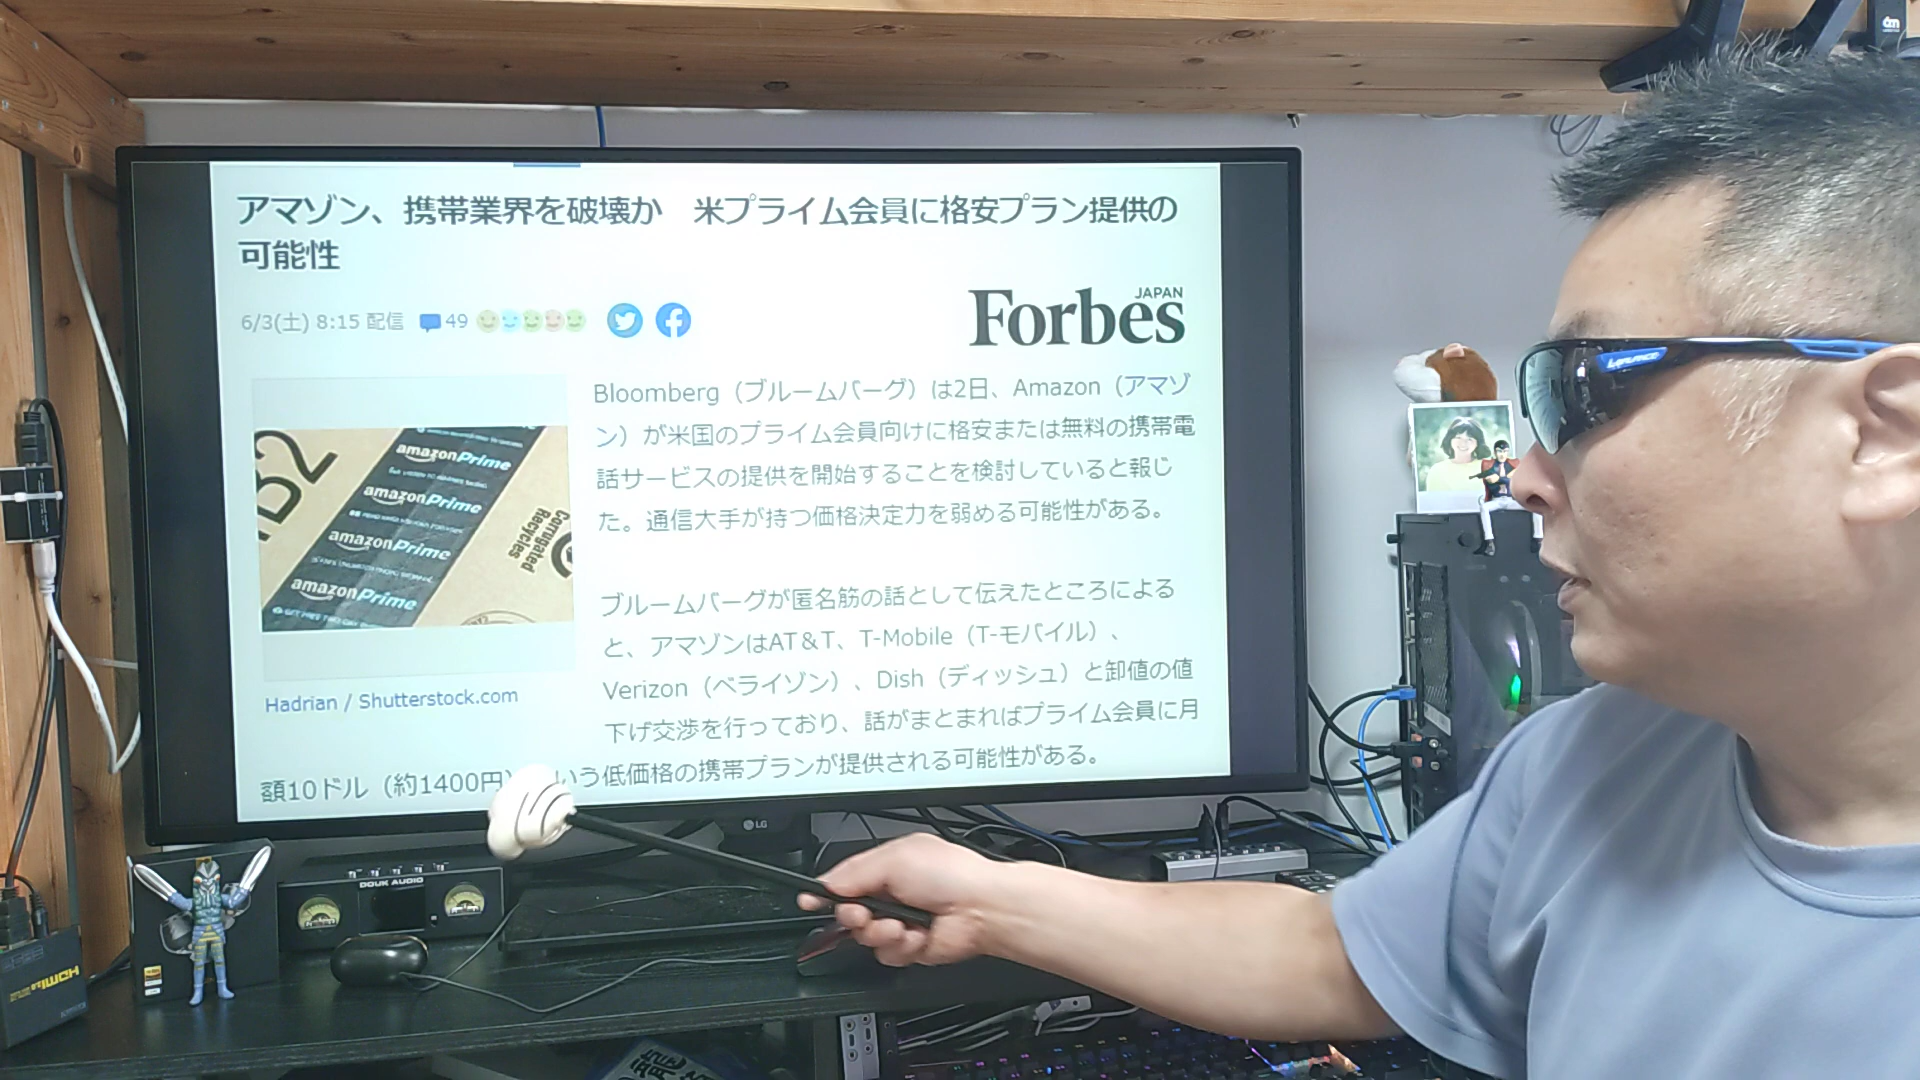 アマゾン、携帯業界を破壊か　米プライム会員に格安プラン提供の
可能性
6/3(土) 8:15 配信 49
Forbes
JAPAN
Bloomberg（ブルームバーグ）は2日、Amazon（アマゾ
ン）が米国のプライム会員向けに格安または無料の携帯電
話サービスの提供を開始することを検討していると報じ
た。通信大手が持つ価格決定力を弱める可能性がある。
ブルームバーグが匿名筋の話として伝えたところによる
と、アマゾンはAT＆T、T-Mobile（T-モバイル）、
Verizon（ベライゾン）、Dish（ディッシュ）と卸値の値
下げ交渉を行っており、話がまとまればプライム会員に月
額10ドル（約1400円）いう低価格の携帯プランが提供される可能性がある。
B2
amazonPrime
amazonPrime
amazonPrime
amazonPrime
Corrugated
Recycles
Hadrian / Shutterstock.com
LG
DOUK AUDIO